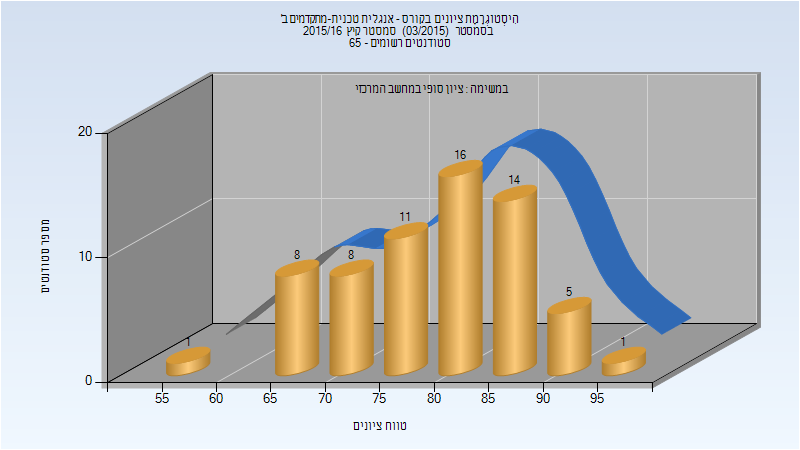 היסטוגרמת ציונים בקורס - אנגלית טכנית-מתקדמים ב'
בסמסטר (03/2015) סמסטר קיץ 2015/16
סטודנטים רשומים - 65
במשימה : ציון סופי במחשב המרכזי
מספר סטודנטים
20
10
0
1
8
8
11
16
14
5
1
55 60 65 70 75 80 85 90 95
טווח ציונים